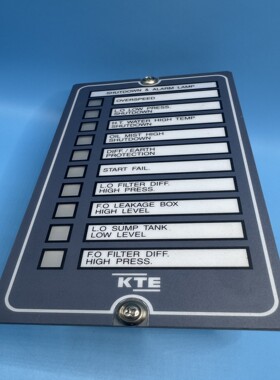 SHUTDOWN & ALARM LAMP
OVERSPEED
L.O LOW PRESS.
SHUTDOWN
H.T WATER HIGH TEMP
SHUTDOWN
OIL MIST HIGH
SHUTDOWN
DIFF./EARTH
PROTECTION
START FAIL.
L.O FILTER DIFF.
HIGH PRESS.
F.O LEAKAGE BOX
HIGH LEVEL
L.O SUMP TANK
LOW LEVEL
F.O FILTER DIFF.
HIGH PRESS.
KTE